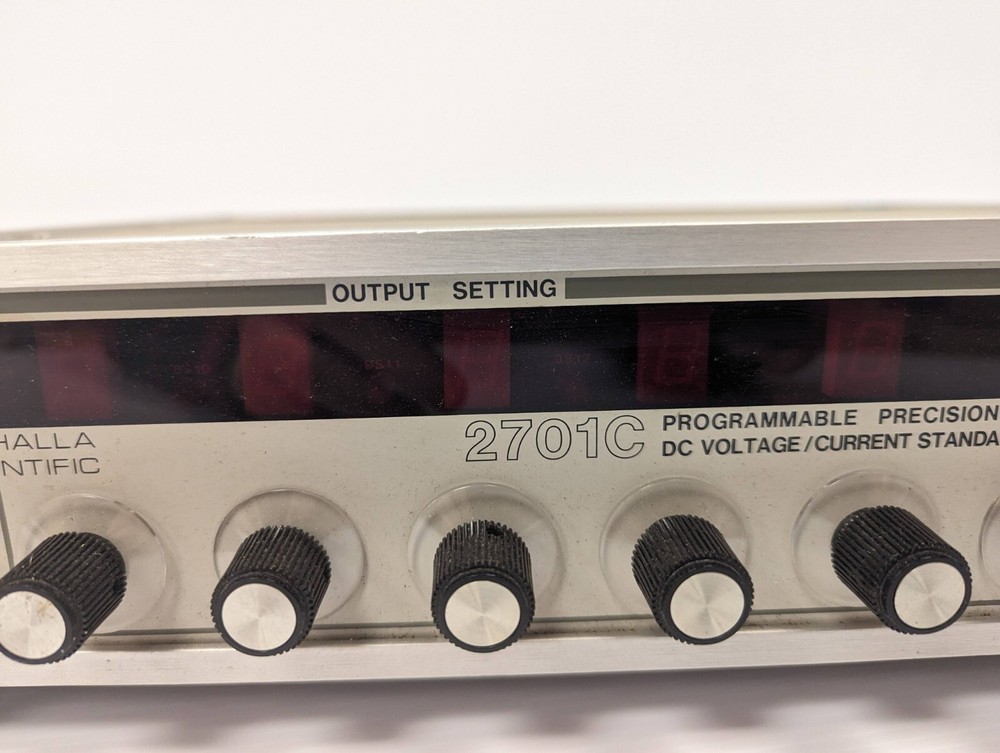 OUTPUT SETTING
HALLA
NTIFIC
2701C
PROGRAMMABLE PRECISION
DC VOLTAGE/CURRENT STANDA